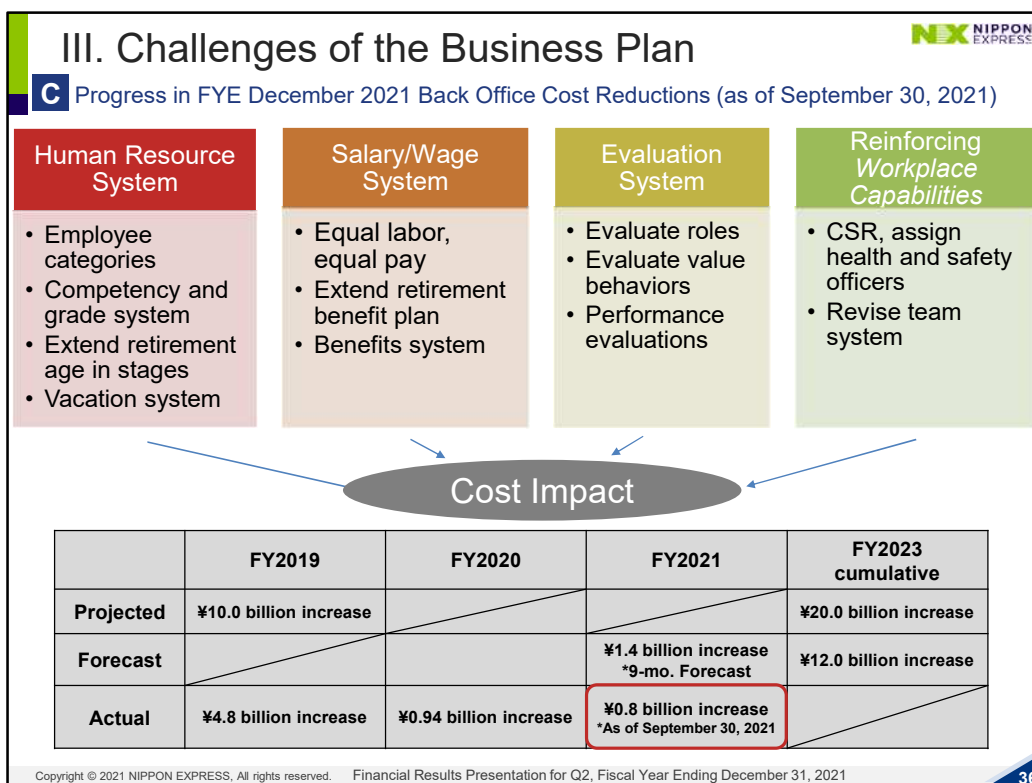 III. Challenges of the Business Plan
NX NIPPON
EXPRESS
C Progress in FYE December 2021 Back Office Cost Reductions (as of September 30, 2021)
Human Resource
System
• Employee
categories
• Competency and
grade system
• Extend retirement
age in stages
• Vacation system
Salary/Wage
System
• Equal labor,
equal pay
• Extend retirement
benefit plan
• Benefits system
Evaluation
System
• Evaluate roles
• Evaluate value
behaviors
• Performance
evaluations
Reinforcing
Workplace
Capabilities
• CSR, assign
health and safety
officers
• Revise team
system
Cost Impact
FY2019 FY2020 FY2021 FY2023
cumulative
Projected ¥10.0 billion increase ¥20.0 billion increase
Forecast ¥1.4 billion increase
*9-mo. Forecast ¥12.0 billion increase
Actual ¥4.8 billion increase ¥0.94 billion increase ¥0.8 billion increase
*As of September 30, 2021
Copyright © 2021 NIPPON EXPRESS, All rights reserved. Financial Results Presentation for Q2, Fiscal Year Ending December 31, 2021